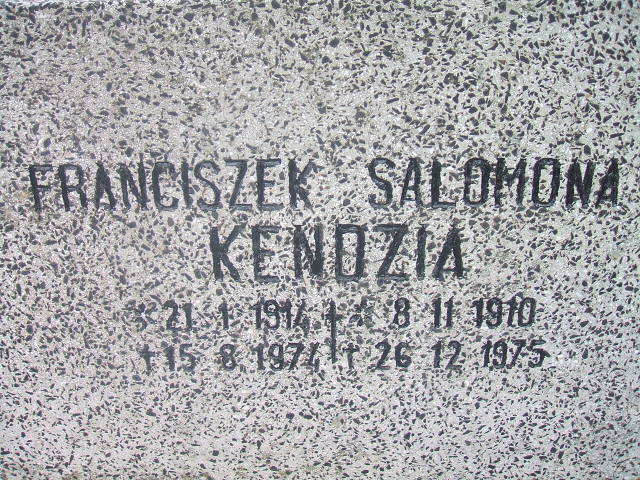 FRANCISZEK SALOMONA
KENDZIA
* 21 1 1914 * 8 11 1910
† 15 8 1974 † 26 12 1975